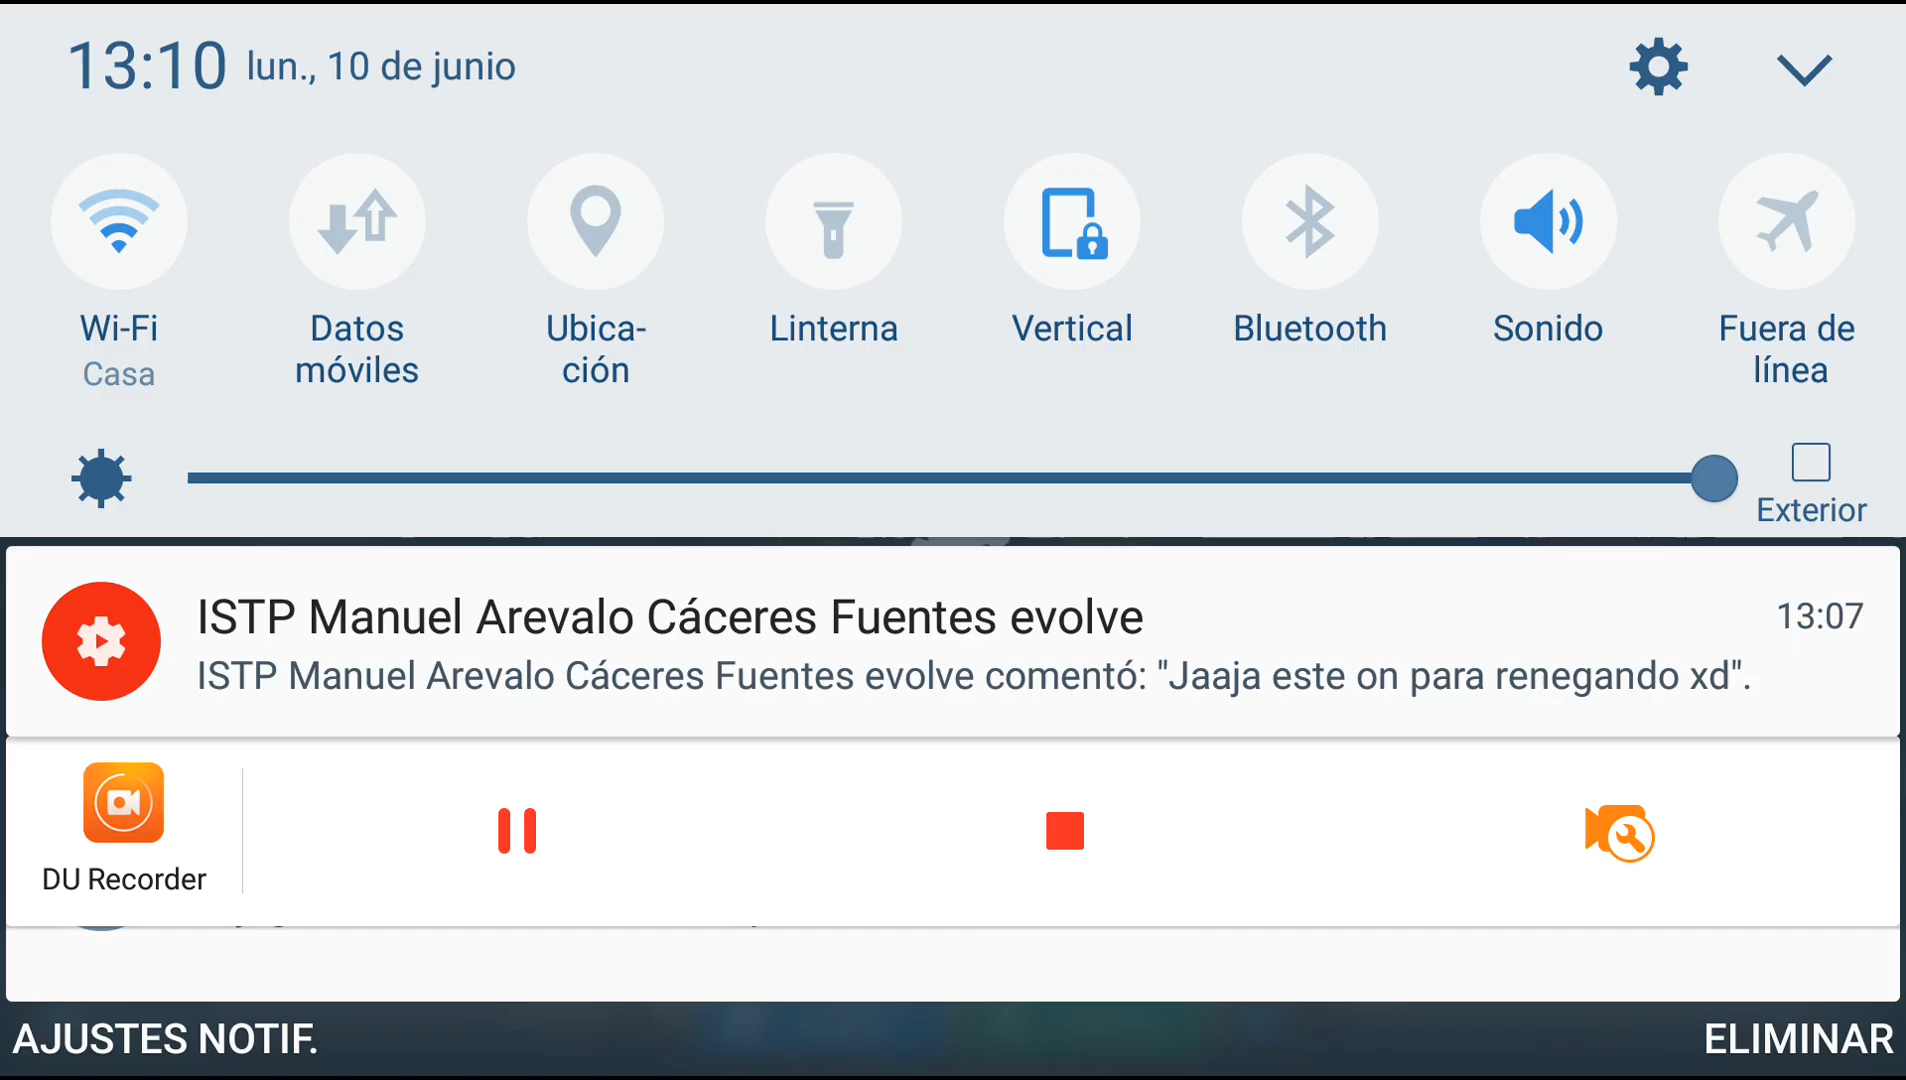 13:10 lun., 10 de junio
Wi-Fi
Casa
Datos
móviles
Ubica-
ción
Linterna
Vertical
Bluetooth
Sonido
Fuera de
línea
Exterior
ISTP Manuel Arevalo Cáceres Fuentes evolve 13:07
ISTP Manuel Arevalo Cáceres Fuentes evolve comentó: "Jaaja este on para renegando xd".
DU Recorder
AJUSTES NOTIF. ELIMINAR